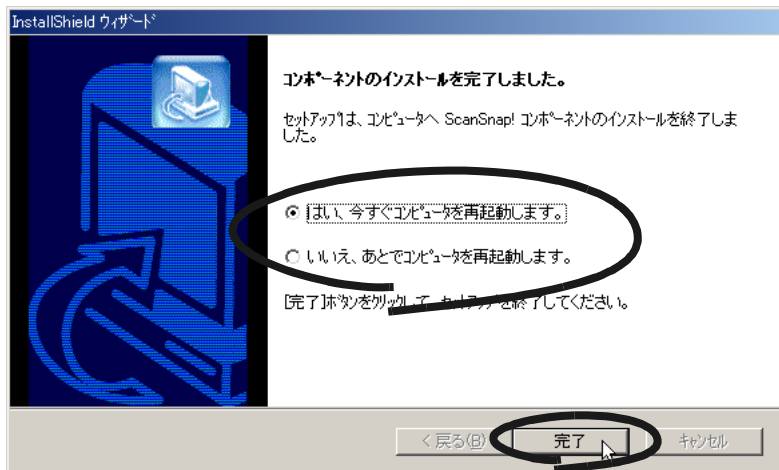 InstallShield ウィザード
コンポーネントのインストールを完了しました。
セットアップは、コンピュータへ ScanSnap! コンポーネントのインストールを終了しま
した。
はい、今すぐコンピュータを再起動します。
いいえ、あとでコンピュータを再起動します。
[完了]ボタンをクリックして、セットアップを終了してください。
< 戻る(B)
完了
キャンセル